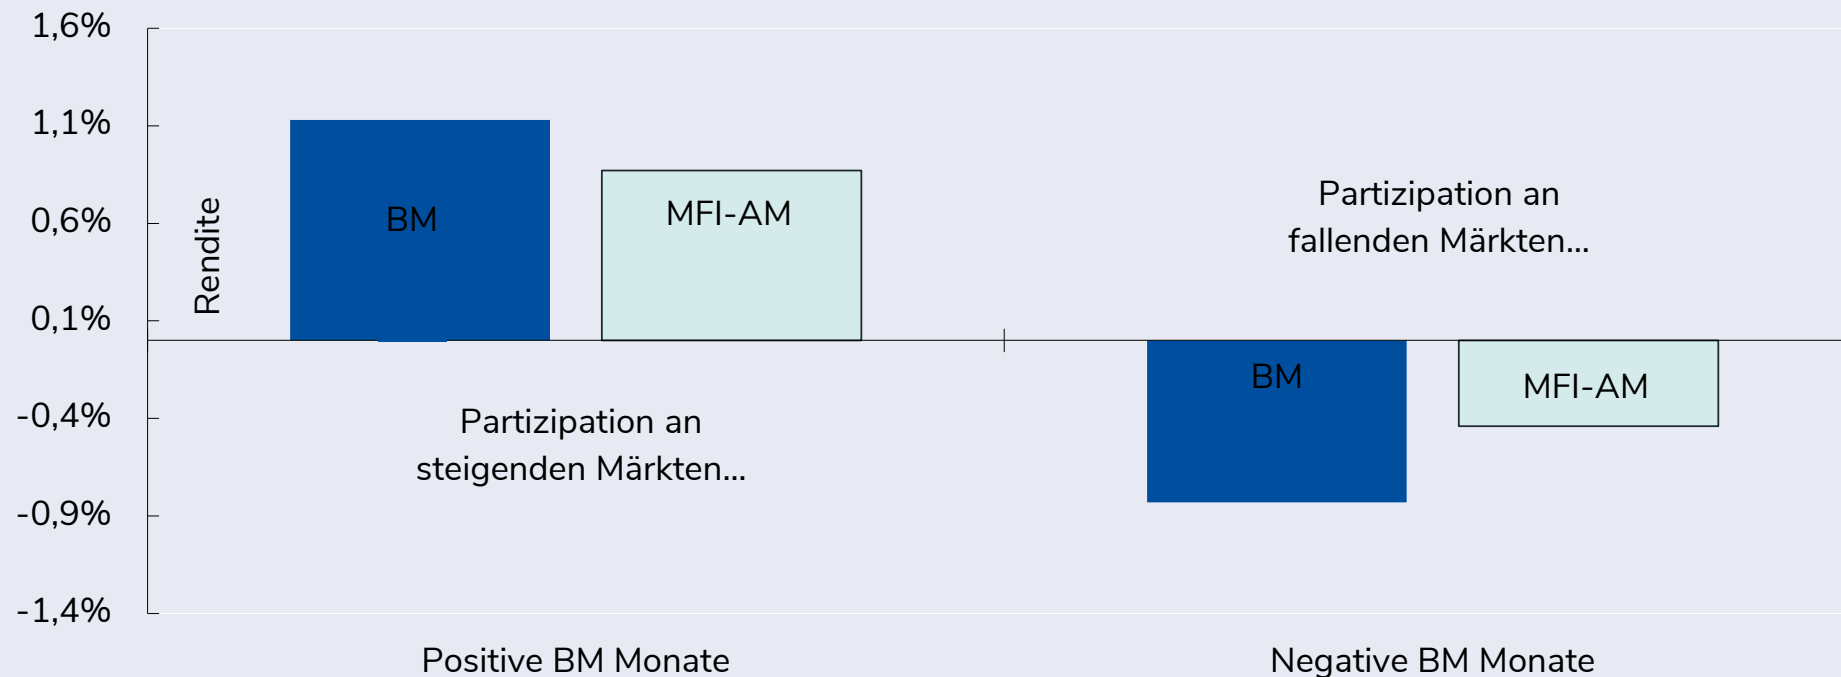 1,6%
1,1%
0,6%
0,1%
-0,4%
-0,9%
-1,4%
Rendite
BM
MFI-AM
Partizipation an
steigenden Märkten...
Partizipation an
fallenden Märkten...
BM
MFI-AM
Positive BM Monate
Negative BM Monate